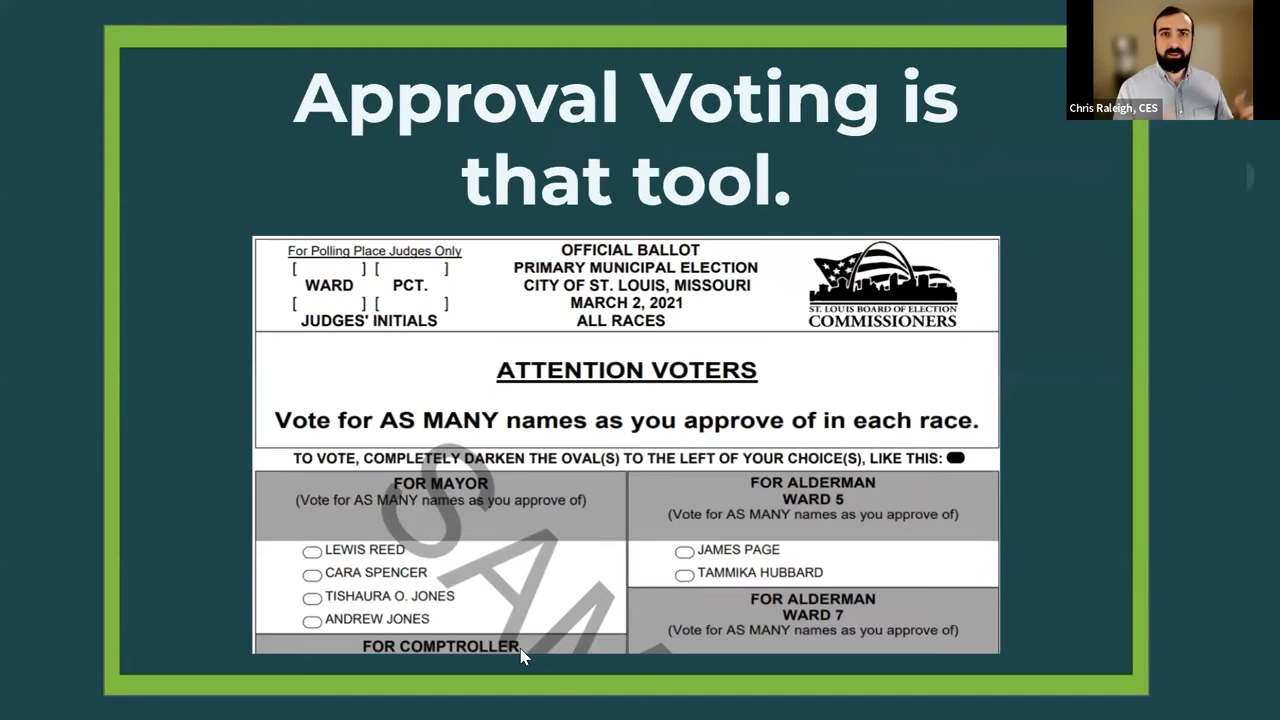 Approval Voting is
that tool.
Chris Raleigh, CES
For Polling Place Judges Only
[ ] [ ]
WARD PCT.
[ ] [ ]
JUDGES' INITIALS
OFFICIAL BALLOT
PRIMARY MUNICIPAL ELECTION
CITY OF ST. LOUIS, MISSOURI
MARCH 2, 2021
ALL RACES
ST. LOUIS BOARD OF ELECTION
COMMISSIONERS
ATTENTION VOTERS
Vote for AS MANY names as you approve of in each race.
TO VOTE, COMPLETELY DARKEN THE OVAL(S) TO THE LEFT OF YOUR CHOICE(S), LIKE THIS:
FOR MAYOR
(Vote for AS MANY names as you approve of)
LEWIS REED
CARA SPENCER
TISHAURA O. JONES
ANDREW JONES
FOR COMPTROLLER
FOR ALDERMAN
WARD 5
(Vote for AS MANY names as you approve of)
JAMES PAGE
TAMMIKA HUBBARD
FOR ALDERMAN
WARD 7
(Vote for AS MANY names as you approve of)
SAM